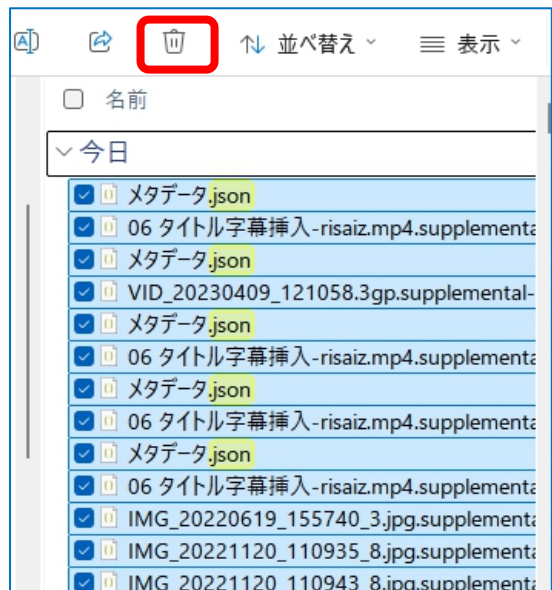 並べ替え 表示
名前
今日
メタデータ.json
06 タイトル字幕挿入-risaiz.mp4.supplementa
メタデータ.json
VID_20230409_121058.3gp.supplemental-
メタデータ.json
06 タイトル字幕挿入-risaiz.mp4.supplementa
メタデータ.json
06 タイトル字幕挿入-risaiz.mp4.supplementa
メタデータ.json
06 タイトル字幕挿入-risaiz.mp4.supplementa
IMG_20220619_155740_3.jpg.supplementa
IMG_20221120_110935_8.jpg.supplementa
IMG_20221120_110943_8.jpg.supplementa